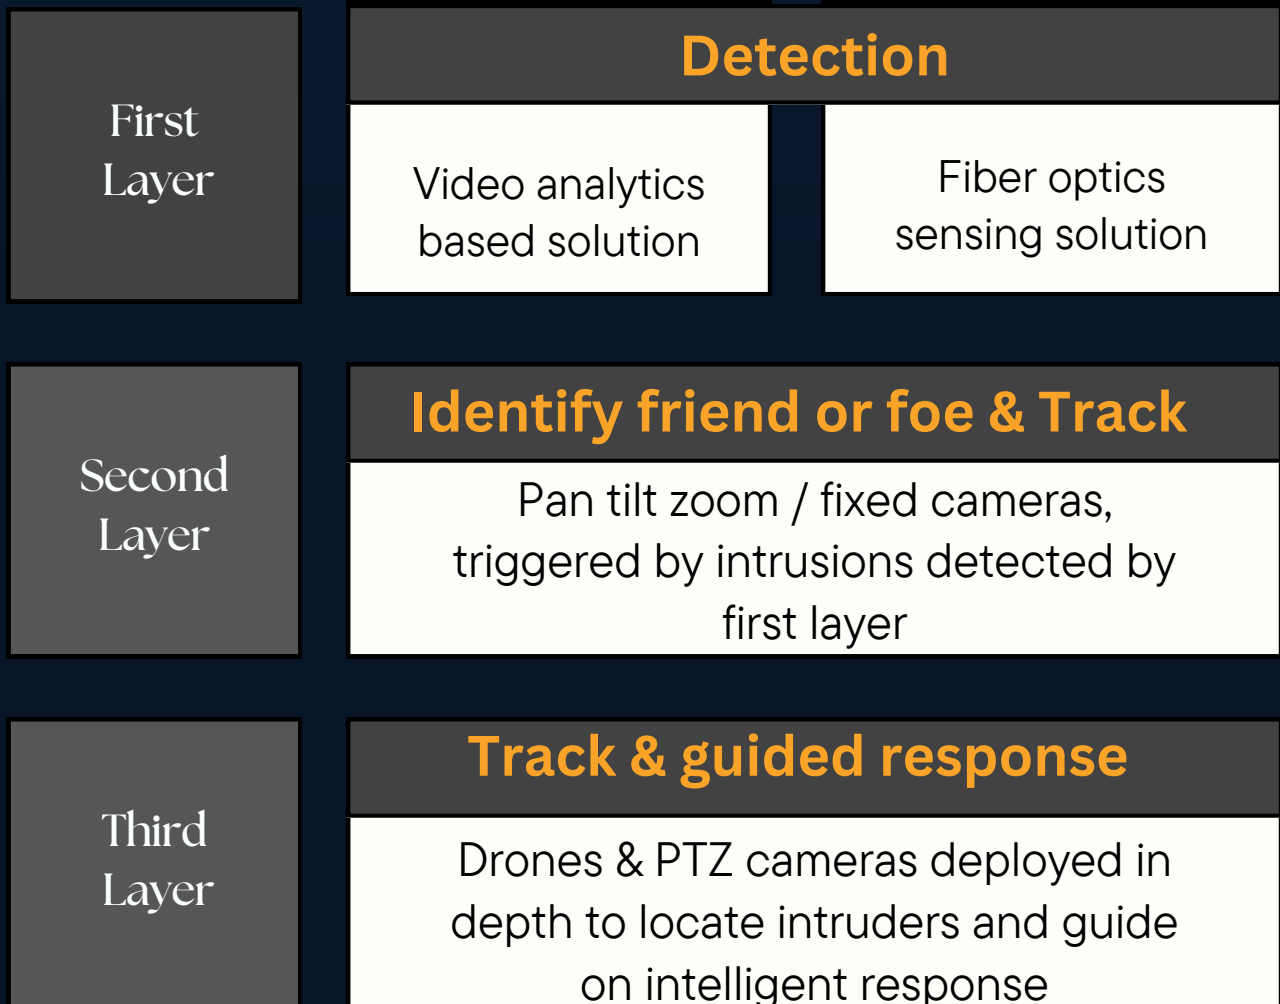 First
Layer
Detection
Video analytics
based solution
Fiber optics
sensing solution
Second
Layer
Identify friend or foe & Track
Pan tilt zoom / fixed cameras,
triggered by intrusions detected by
first layer
Third
Layer
Track & guided response
Drones & PTZ cameras deployed in
depth to locate intruders and guide
on intelligent response